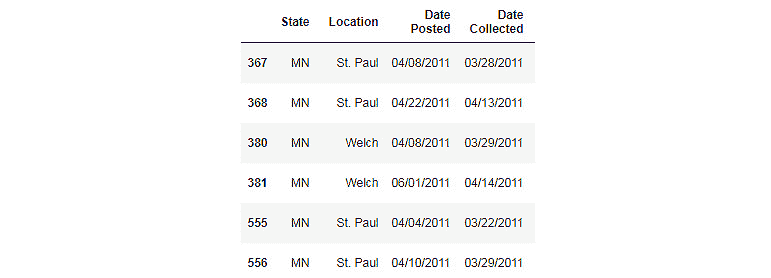 State Location Date Posted Date Collected
367 MN St. Paul 04/08/2011 03/28/2011
368 MN St. Paul 04/22/2011 04/13/2011
380 MN Welch 04/08/2011 03/29/2011
381 MN Welch 06/01/2011 04/14/2011
555 MN St. Paul 04/04/2011 03/22/2011
556 MN St. Paul 04/10/2011 03/29/2011